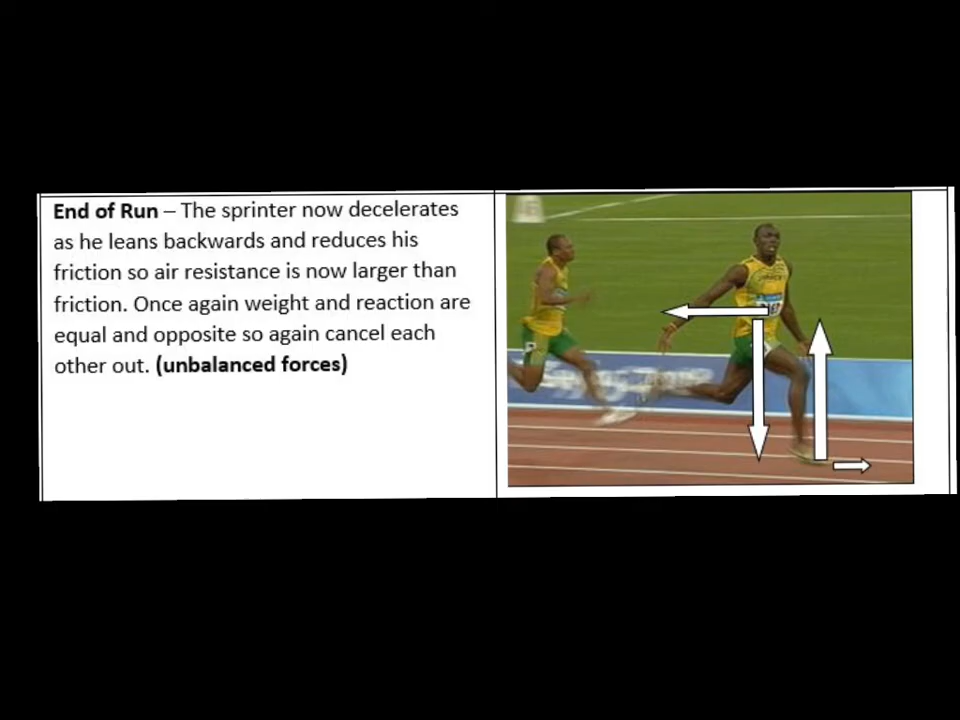 End of Run – The sprinter now decelerates
as he leans backwards and reduces his
friction so air resistance is now larger than
friction. Once again weight and reaction are
equal and opposite so again cancel each
other out. (unbalanced forces)